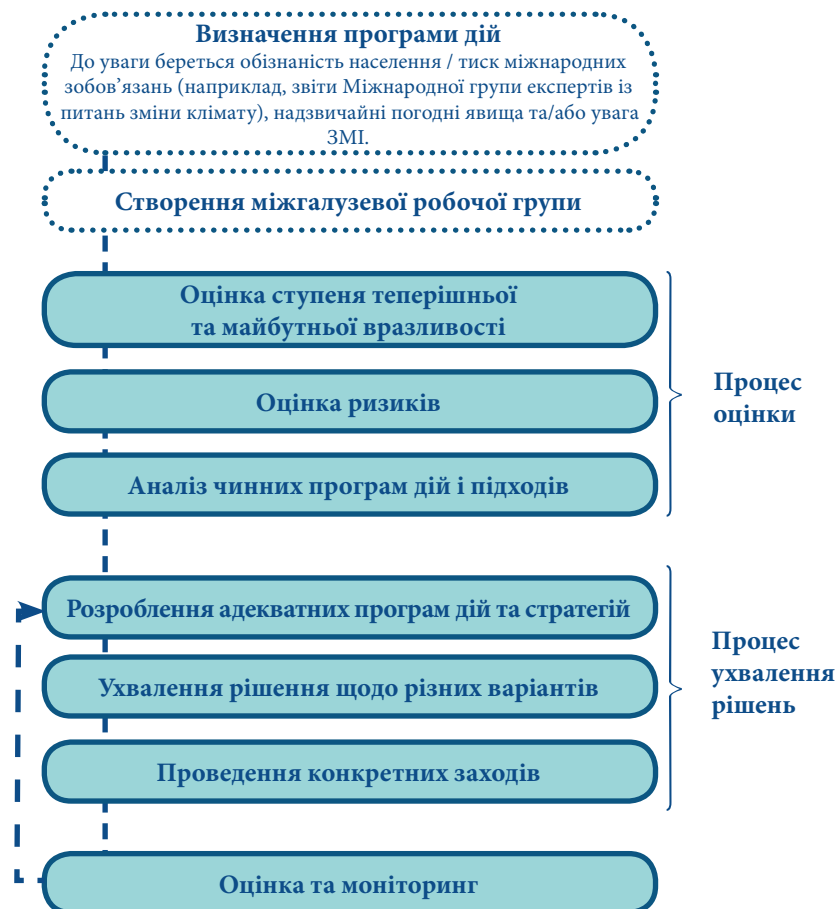 Визначення програми дій
До уваги береться обізнаність населення / тиск міжнародних
зобов’язань (наприклад, звіти Міжнародної групи експертів із
питань зміни клімату), надзвичайні погодні явища та/або увага
ЗМІ.
Створення міжгалузевої робочої групи
Оцінка ступеня теперішньої
та майбутньої вразливості
Оцінка ризиків
Аналіз чинних програм дій і підходів
Процес
оцінки
Розроблення адекватних програм дій та стратегій
Ухвалення рішення щодо різних варіантів
Проведення конкретних заходів
Процес
ухвалення
рішень
Оцінка та моніторинг